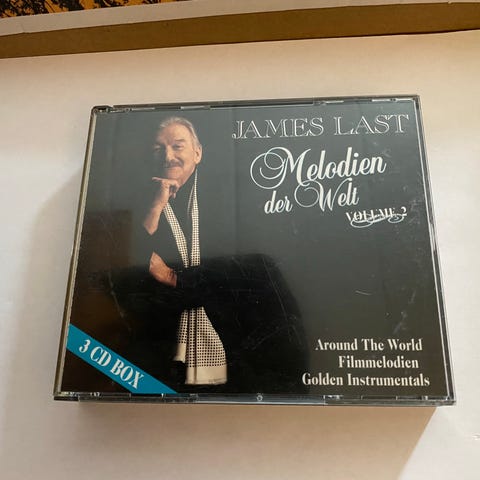 JAMES LAST
Melodien
der Welt
VOLUME 2
3 CD BOX
Around The World
Filmmelodien
Golden Instrumentals